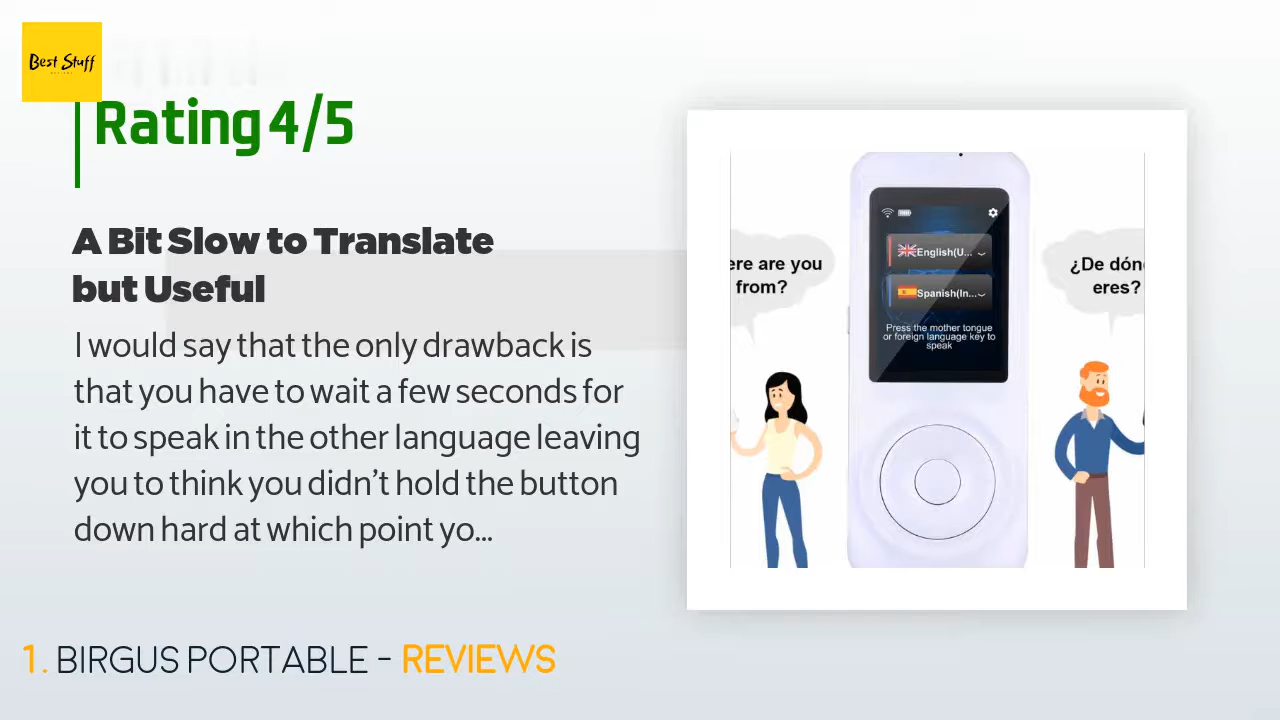 Best Stuff
Rating 4/5
A Bit Slow to Translate
but Useful
I would say that the only drawback is
that you have to wait a few seconds for
it to speak in the other language leaving
you to think you didn't hold the button
down hard at which point yo...
ere are you
from?
English(U...
Spanish(In...
Press the mother tongue
or foreign language key to
speak
¿De dón
eres?
1. BIRGUS PORTABLE - REVIEWS